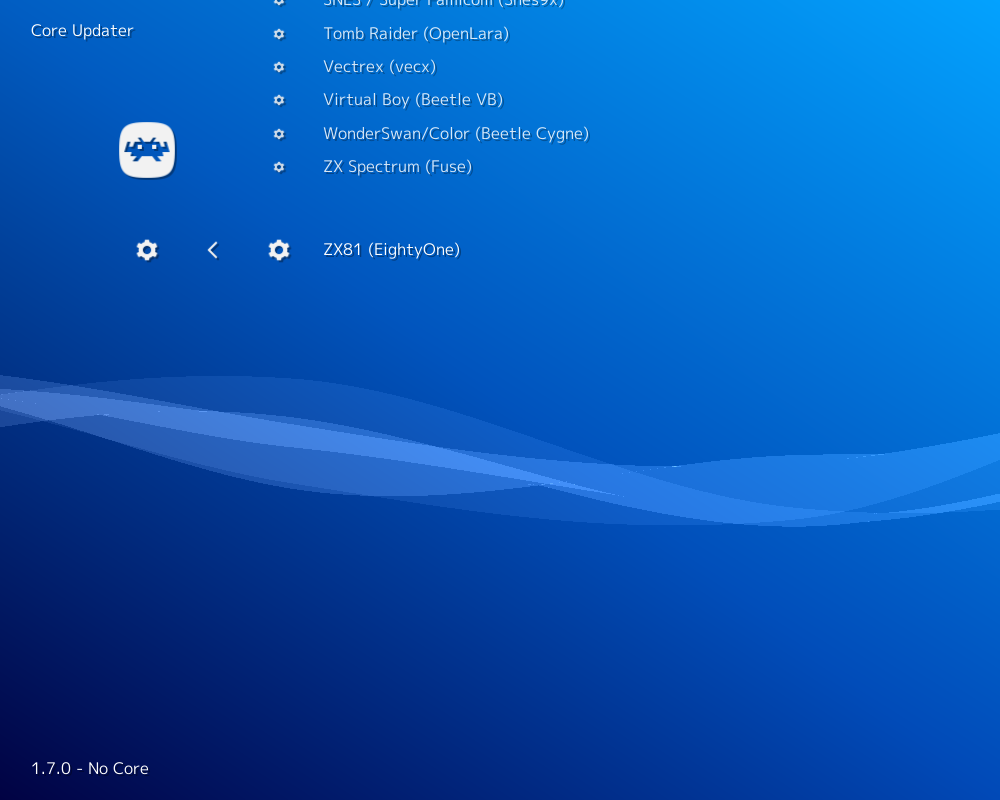 Core Updater
SNES / Super Famicom (Snes9x)
Tomb Raider (OpenLara)
Vectrex (vecx)
Virtual Boy (Beetle VB)
WonderSwan/Color (Beetle Cygne)
ZX Spectrum (Fuse)
ZX81 (EightyOne)
1.7.0 - No Core